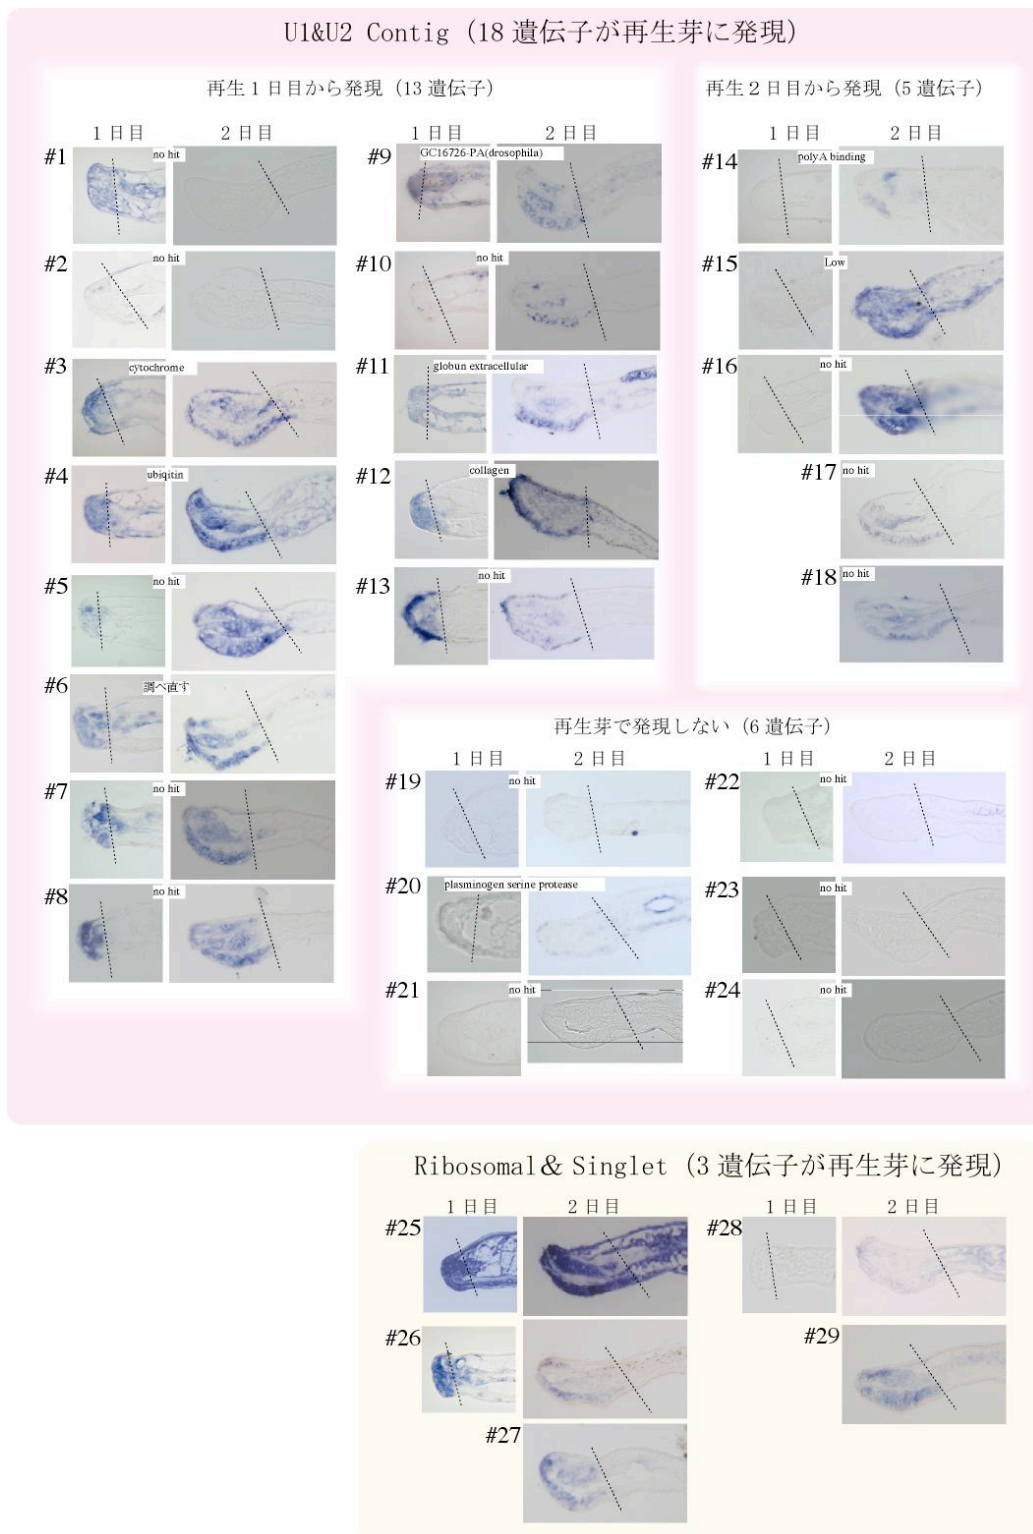 U1&U2 Contig (18 遺伝子が再生芽に発現)
再生1日目から発現 (13 遺伝子)
1日目 2日目 1日目 2日目
#1 no hit
#2 no hit
#3 cytochrome
#4 ubiqitin
#5 no hit
#6 調べ直す
#7 no hit
#8 no hit
#9 GC16726-PA(drosophila)
#10 no hit
#11 globun extracellular
#12 collagen
#13 no hit
再生2日目から発現 (5 遺伝子)
1日目 2日目
#14 polyA binding
#15 Low
#16 no hit
#17 no hit
#18 no hit
再生芽で発現しない (6 遺伝子)
1日目 2日目 1日目 2日目
#19 no hit
#20 plasminogen serine protease
#21 no hit
#22 no hit
#23 no hit
#24 no hit
Ribosomal& Singlet (3 遺伝子が再生芽に発現)
1日目 2日目 1日目 2日目
#25
#26
#27
#28
#29